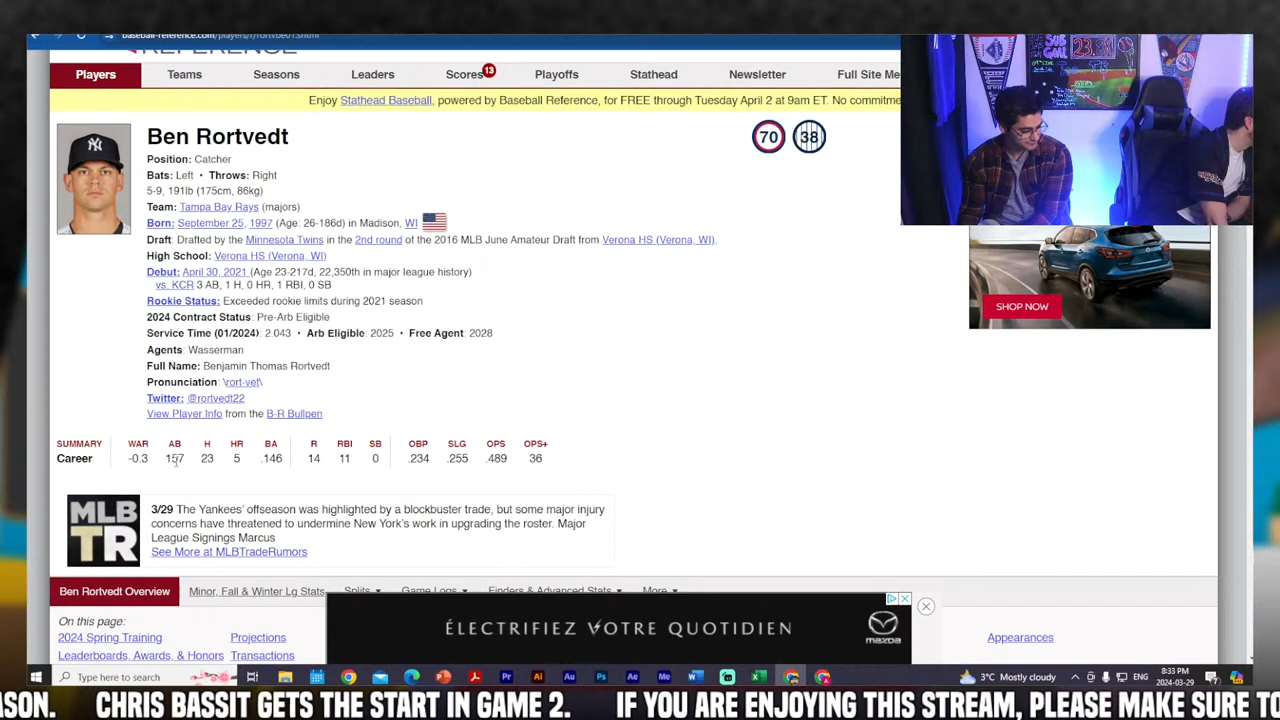 baseball-reference.com/players/r/rortvbe01.shtml
REFERENCE
Players Teams Seasons Leaders Scores 13 Playoffs Stathead Newsletter Full Site Me
Enjoy Stathead Baseball, powered by Baseball Reference, for FREE through Tuesday April 2 at 9am ET. No commitme
Ben Rortvedt
70 38
Position: Catcher
Bats: Left • Throws: Right
5-9, 191lb (175cm, 86kg)
Team: Tampa Bay Rays (majors)
Born: September 25, 1997 (Age: 26-186d) in Madison, WI
Draft: Drafted by the Minnesota Twins in the 2nd round of the 2016 MLB June Amateur Draft from Verona HS (Verona, WI).
High School: Verona HS (Verona, WI)
Debut: April 30, 2021 (Age 23-217d, 22,350th in major league history)
vs. KCR 3 AB, 1 H, 0 HR, 1 RBI, 0 SB
Rookie Status: Exceeded rookie limits during 2021 season
2024 Contract Status: Pre-Arb Eligible
Service Time (01/2024): 2.043 • Arb Eligible: 2025 • Free Agent: 2028
Agents: Wasserman
Full Name: Benjamin Thomas Rortvedt
Pronunciation: \rort-vet\
Twitter: @rortvedt22
View Player Info from the B-R Bullpen
SHOP NOW
SUMMARY WAR AB H HR BA R RBI SB OBP SLG OPS OPS+
Career -0.3 157 23 5 .146 14 11 0 .234 .255 .489 36
MLB
TR
3/29 The Yankees' offseason was highlighted by a blockbuster trade, but some major injury
concerns have threatened to undermine New York's work in upgrading the roster. Major
League Signings Marcus
See More at MLBTradeRumors
Ben Rortvedt Overview Minor, Fall & Winter Lg Stats Splits Game Logs Finders & Advanced Stats More
On this page:
2024 Spring Training Projections Appearances
Leaderboards, Awards, & Honors Transactions
ÉLECTRIFIEZ VOTRE QUOTIDIEN
mazda
Type here to search
3°C Mostly cloudy
ENG
8:33 PM
2024-03-29
SUB
GOAL
ASON. CHRIS BASSIT GETS THE START IN GAME 2. IF YOU ARE ENJOYING THIS STREAM, PLEASE MAKE SURE TO